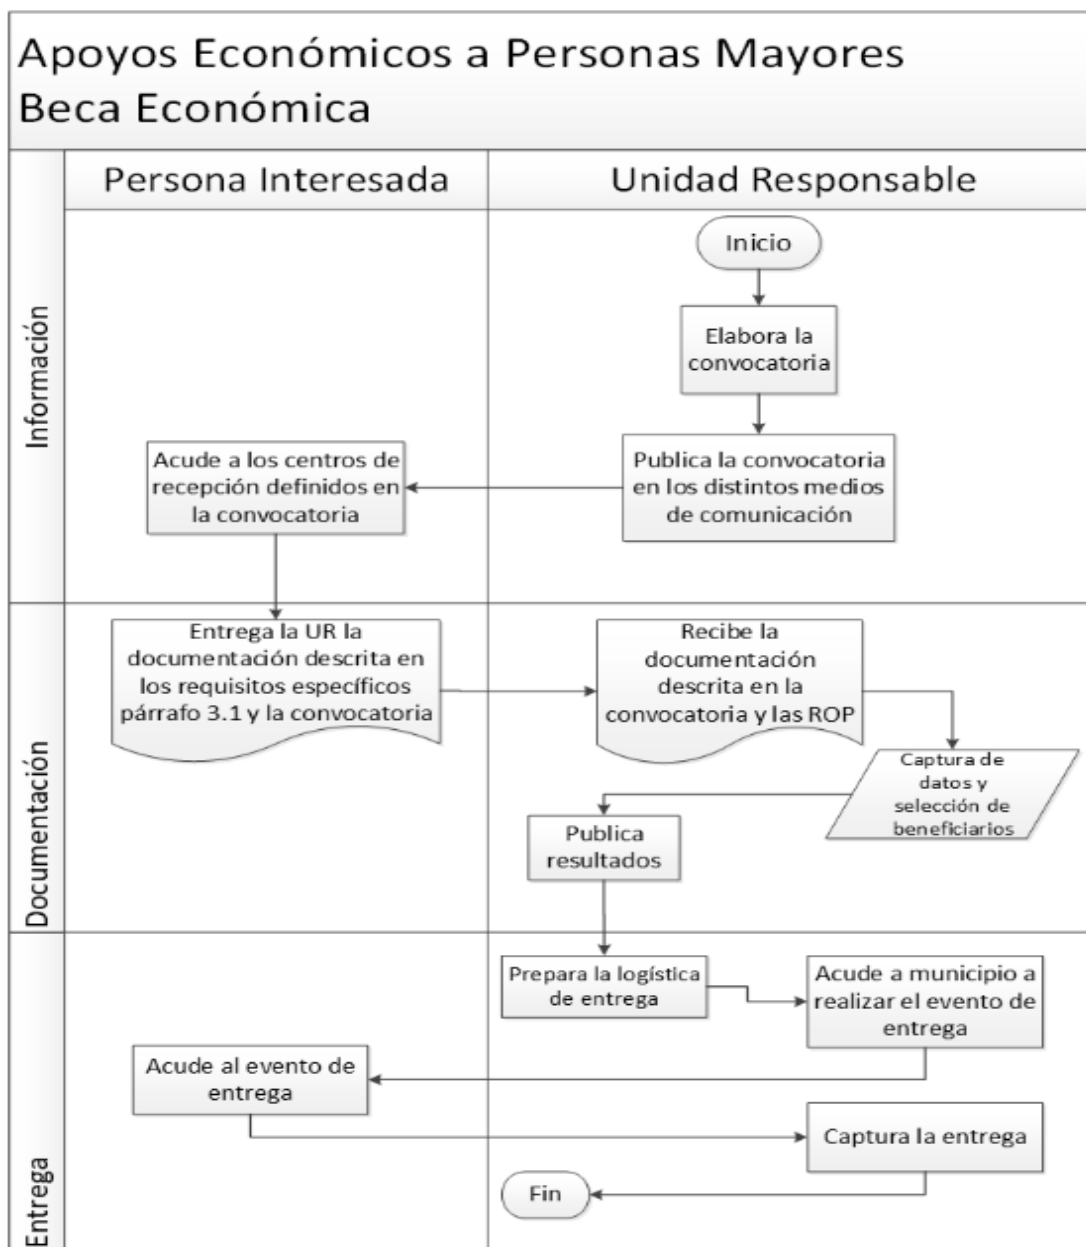 Apoyos Económicos a Personas Mayores
Beca Económica
Persona Interesada
Unidad Responsable
Información
Inicio
Elabora la
convocatoria
Publica la convocatoria
en los distintos medios
de comunicación
Acude a los centros de
recepción definidos en
la convocatoria
Documentación
Entrega la UR la
documentación descrita en
los requisitos específicos
párrafo 3.1 y la convocatoria
Recibe la
documentación
descrita en la
convocatoria y las ROP
Captura de
datos y
selección de
beneficiarios
Publica
resultados
Entrega
Prepara la logística
de entrega
Acude a municipio a
realizar el evento de
entrega
Acude al evento de
entrega
Captura la entrega
Fin